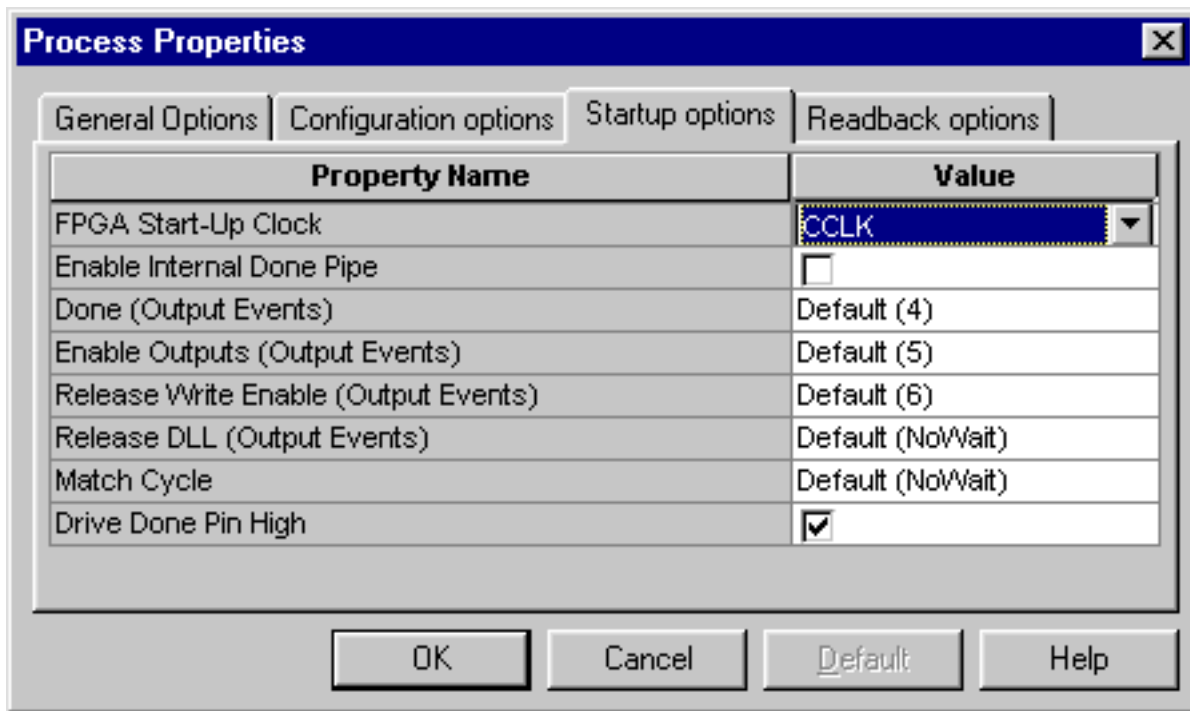 Process Properties
General Options Configuration options Startup options Readback options
Property Name Value
FPGA Start-Up Clock CCLK
Enable Internal Done Pipe
Done (Output Events) Default (4)
Enable Outputs (Output Events) Default (5)
Release Write Enable (Output Events) Default (6)
Release DLL (Output Events) Default (NoWait)
Match Cycle Default (NoWait)
Drive Done Pin High
OK Cancel Default Help